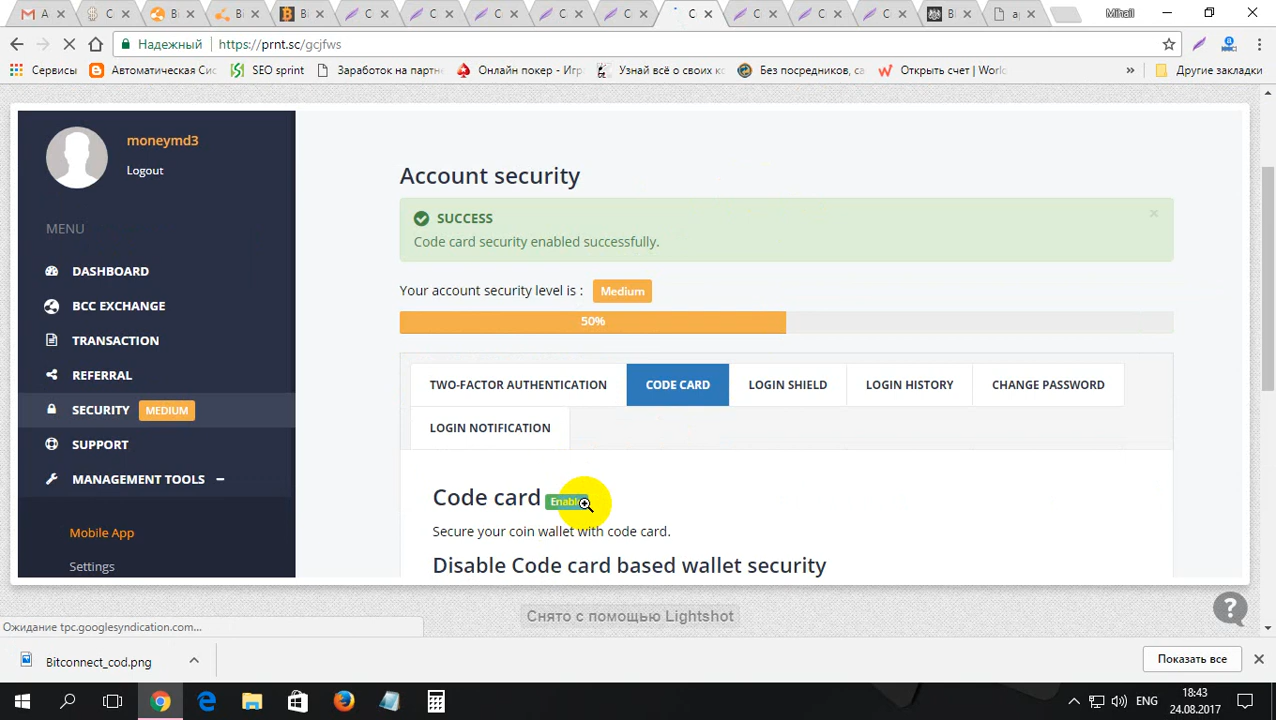 Mihail
Надежный
https://prnt.sc/gcjfws
Сервисы
SEO sprint
Заработок на партн
Онлайн покер - Игр
Узнай всё о своих к
Без посредников, са
Открыть счет | Worl
»
Другие закладки
moneymd3
Logout
MENU
DASHBOARD
BCC EXCHANGE
TRANSACTION
REFERRAL
SECURITY MEDIUM
SUPPORT
MANAGEMENT TOOLS
Mobile App
Settings
Account security
SUCCESS
Code card security enabled successfully.
Your account security level is : Medium
50%
TWO-FACTOR AUTHENTICATION
CODE CARD
LOGIN SHIELD
LOGIN HISTORY
CHANGE PASSWORD
LOGIN NOTIFICATION
Code card
Secure your coin wallet with code card.
Disable Code card based wallet security
Снято с помощью Lightshot
Ожидание tpc.googlesyndication.com...
Bitconnect_cod.png
Показать все
ENG
18:43
24.08.2017